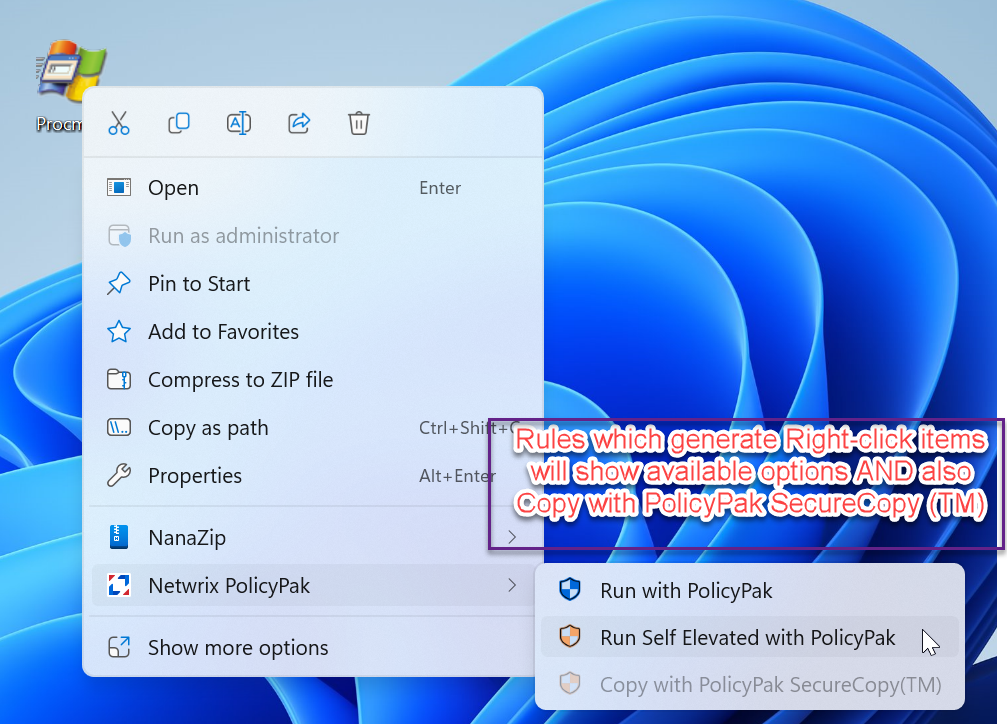 Procm
Open Enter
Run as administrator
Pin to Start
Add to Favorites
Compress to ZIP file
Copy as path Ctrl+Shift+C
Properties Alt+Enter
Rules which generate Right-click items
will show available options AND also
Copy with PolicyPak SecureCopy (TM)
NanaZip
Netwrix PolicyPak
Show more options
Run with PolicyPak
Run Self Elevated with PolicyPak
Copy with PolicyPak SecureCopy(TM)